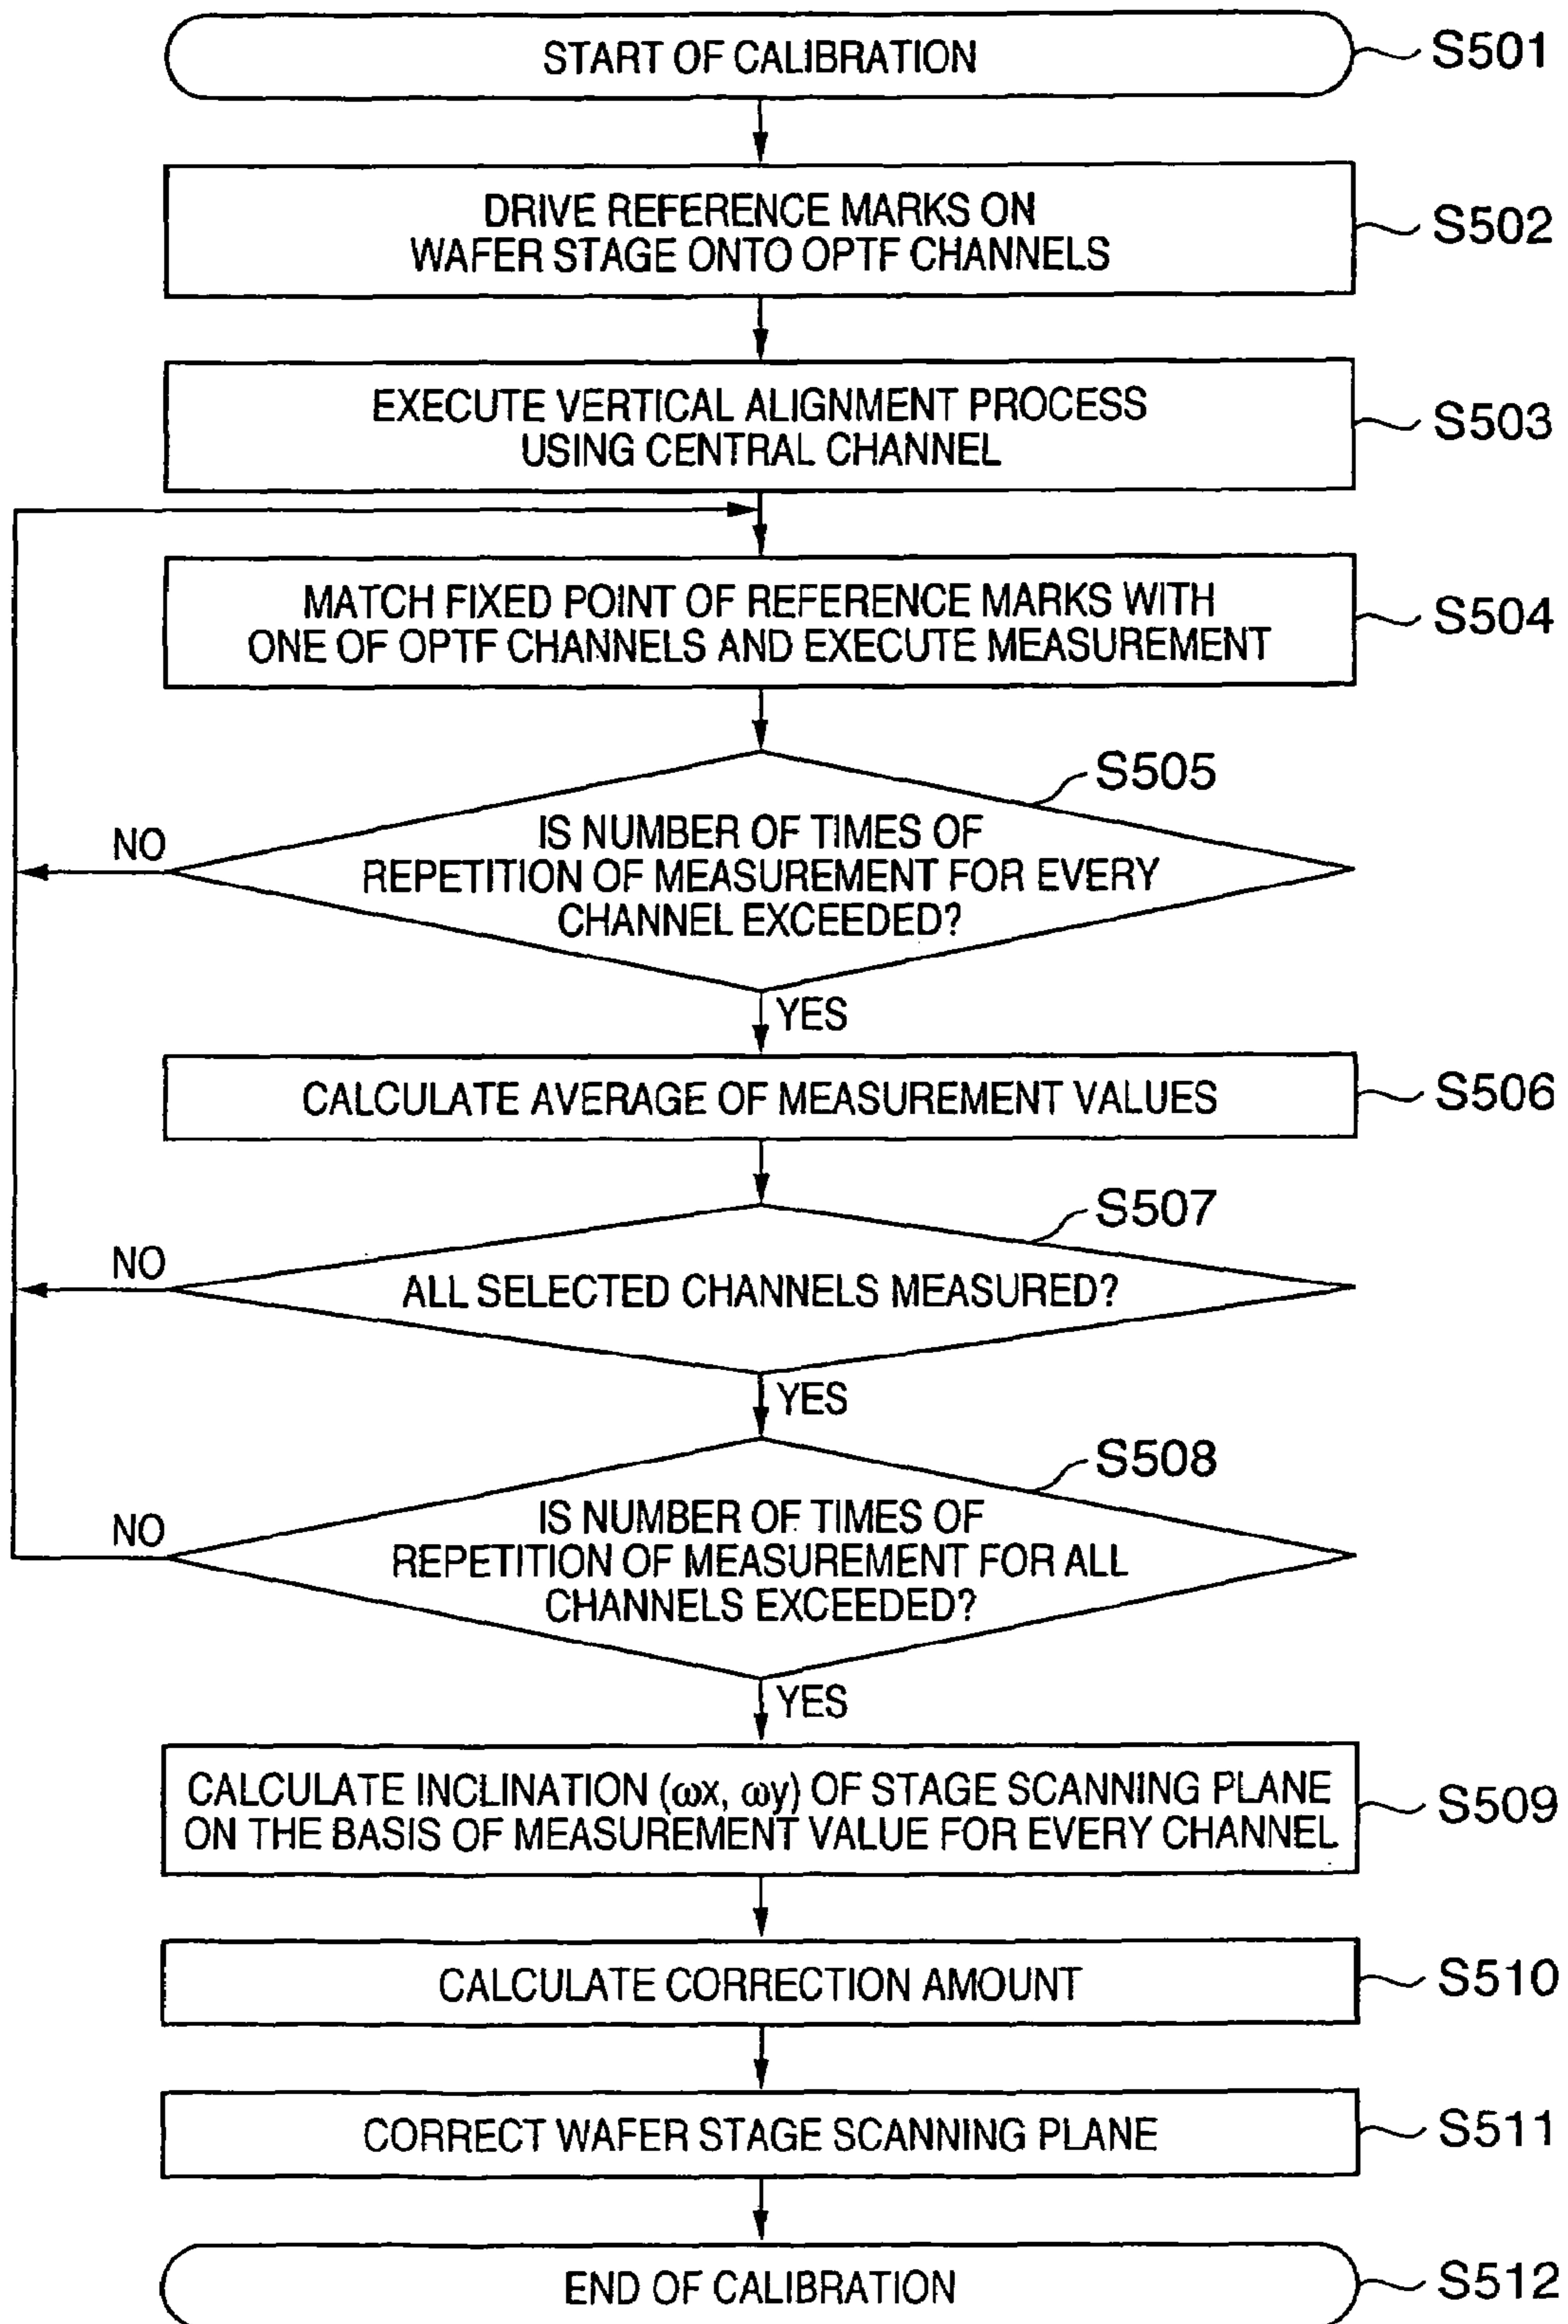 START OF CALIBRATION
S501
DRIVE REFERENCE MARKS ON
WAFER STAGE ONTO OPTF CHANNELS
S502
EXECUTE VERTICAL ALIGNMENT PROCESS
USING CENTRAL CHANNEL
S503
MATCH FIXED POINT OF REFERENCE MARKS WITH
ONE OF OPTF CHANNELS AND EXECUTE MEASUREMENT
S504
S505
IS NUMBER OF TIMES OF
REPETITION OF MEASUREMENT FOR EVERY
CHANNEL EXCEEDED?
NO
YES
CALCULATE AVERAGE OF MEASUREMENT VALUES
S506
S507
ALL SELECTED CHANNELS MEASURED?
NO
YES
S508
IS NUMBER OF TIMES OF
REPETITION OF MEASUREMENT FOR ALL
CHANNELS EXCEEDED?
NO
YES
CALCULATE INCLINATION (ωx, ωy) OF STAGE SCANNING PLANE
ON THE BASIS OF MEASUREMENT VALUE FOR EVERY CHANNEL
S509
CALCULATE CORRECTION AMOUNT
S510
CORRECT WAFER STAGE SCANNING PLANE
S511
END OF CALIBRATION
S512